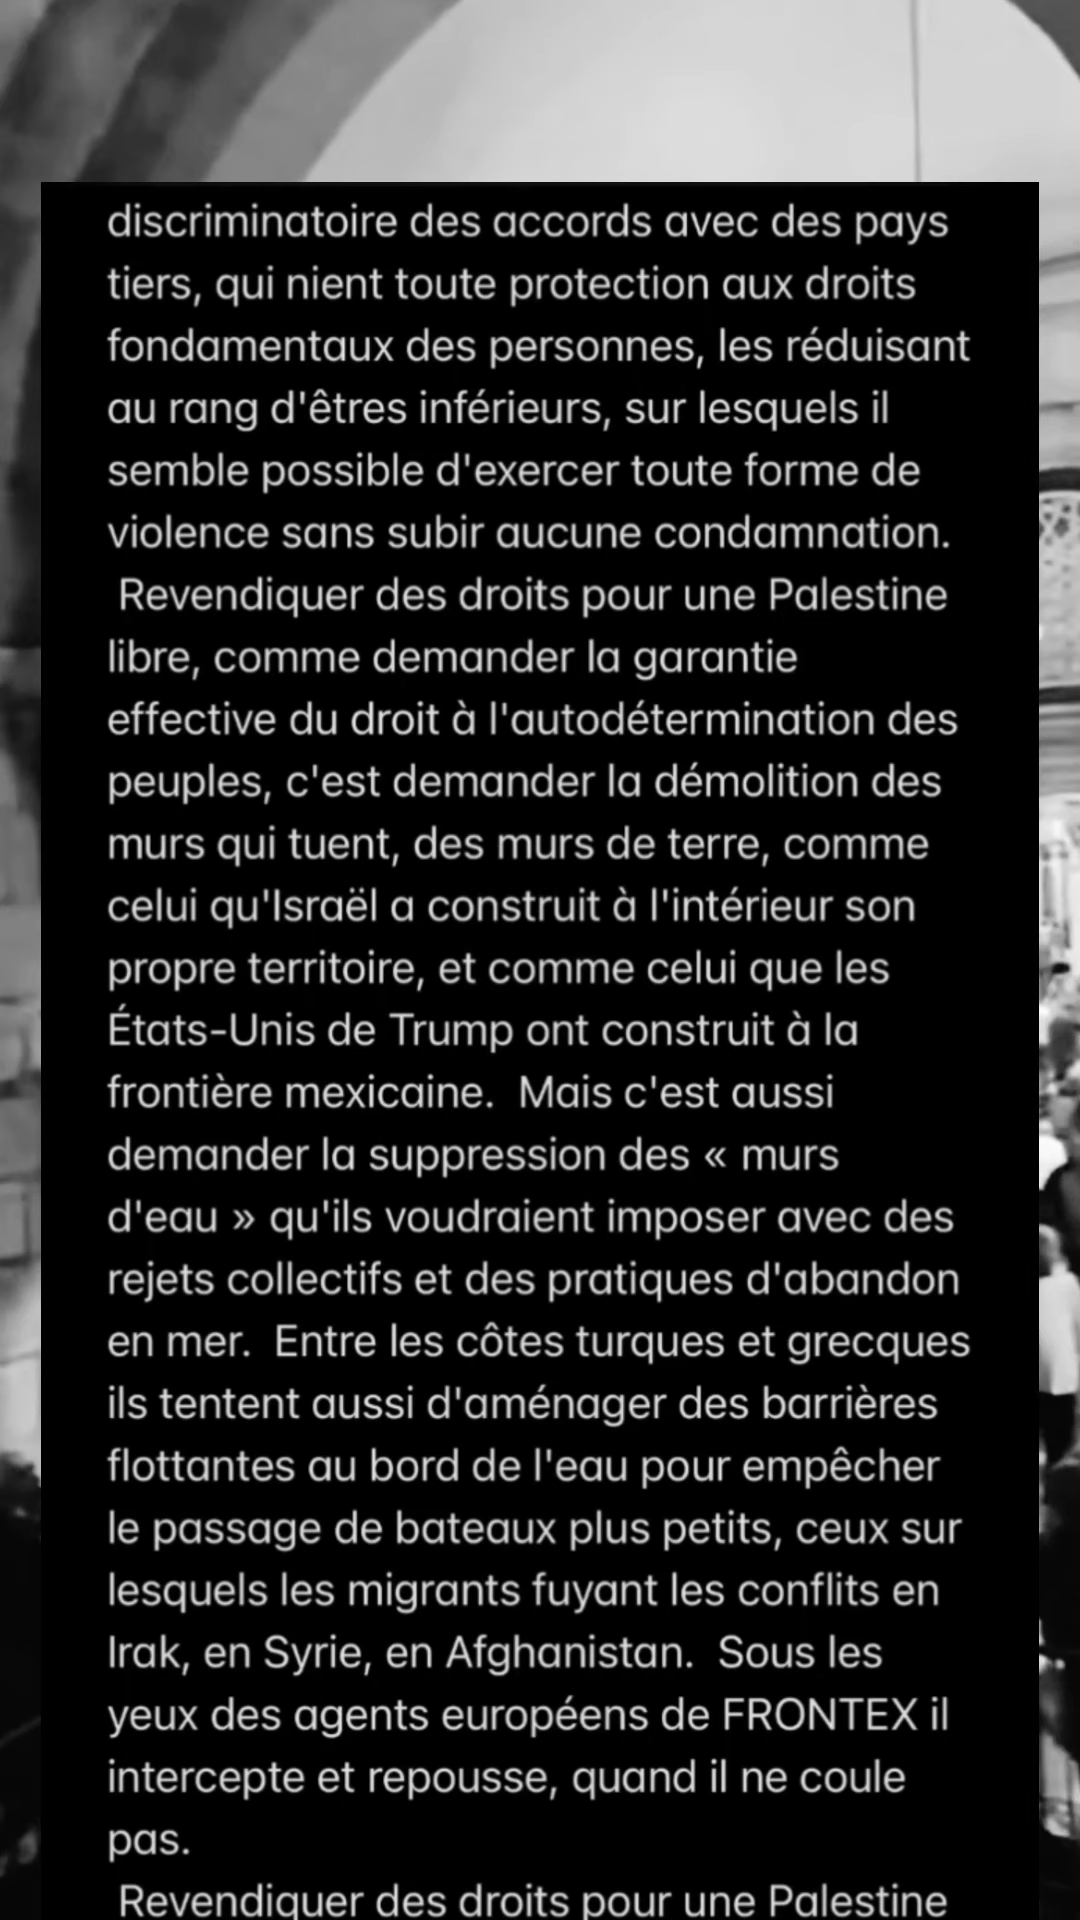 discriminatoire des accords avec des pays
tiers, qui nient toute protection aux droits
fondamentaux des personnes, les réduisant
au rang d'êtres inférieurs, sur lesquels il
semble possible d'exercer toute forme de
violence sans subir aucune condamnation.
Revendiquer des droits pour une Palestine
libre, comme demander la garantie
effective du droit à l'autodétermination des
peuples, c'est demander la démolition des
murs qui tuent, des murs de terre, comme
celui qu'Israël a construit à l'intérieur son
propre territoire, et comme celui que les
États-Unis de Trump ont construit à la
frontière mexicaine.  Mais c'est aussi
demander la suppression des « murs
d'eau » qu'ils voudraient imposer avec des
rejets collectifs et des pratiques d'abandon
en mer.  Entre les côtes turques et grecques
ils tentent aussi d'aménager des barrières
flottantes au bord de l'eau pour empêcher
le passage de bateaux plus petits, ceux sur
lesquels les migrants fuyant les conflits en
Irak, en Syrie, en Afghanistan.  Sous les
yeux des agents européens de FRONTEX il
intercepte et repousse, quand il ne coule
pas.
Revendiquer des droits pour une Palestine